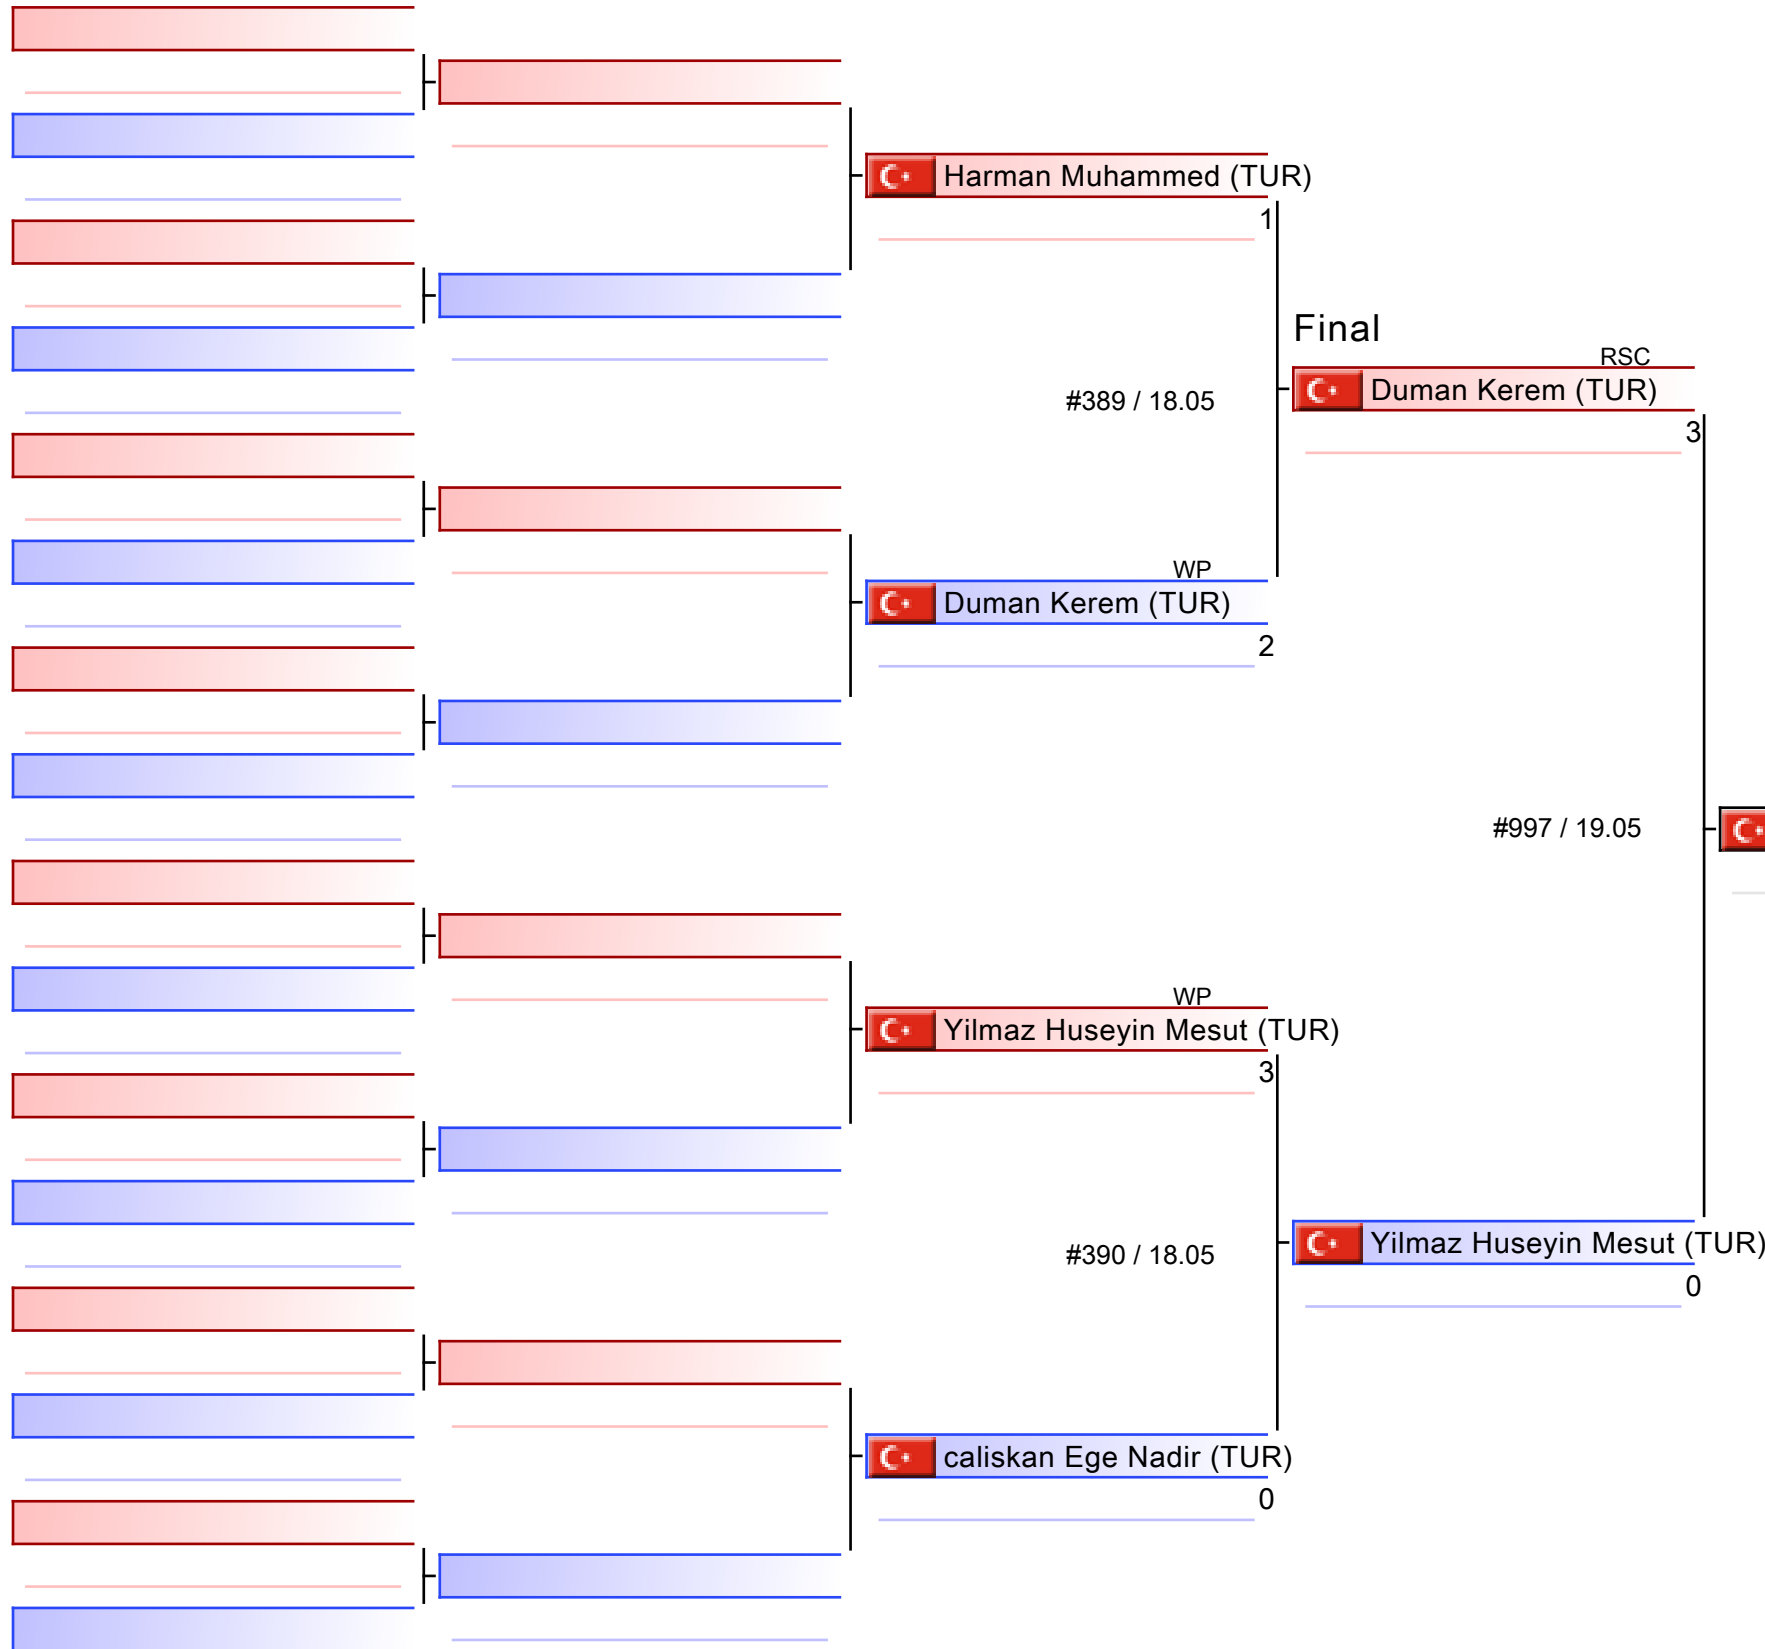 Harman Muhammed (TUR)
1
Final
RSC
#389 / 18.05
Duman Kerem (TUR)
3
WP
Duman Kerem (TUR)
2
#997 / 19.05
WP
Yilmaz Huseyin Mesut (TUR)
3
#390 / 18.05
Yilmaz Huseyin Mesut (TUR)
0
caliskan Ege Nadir (TUR)
0